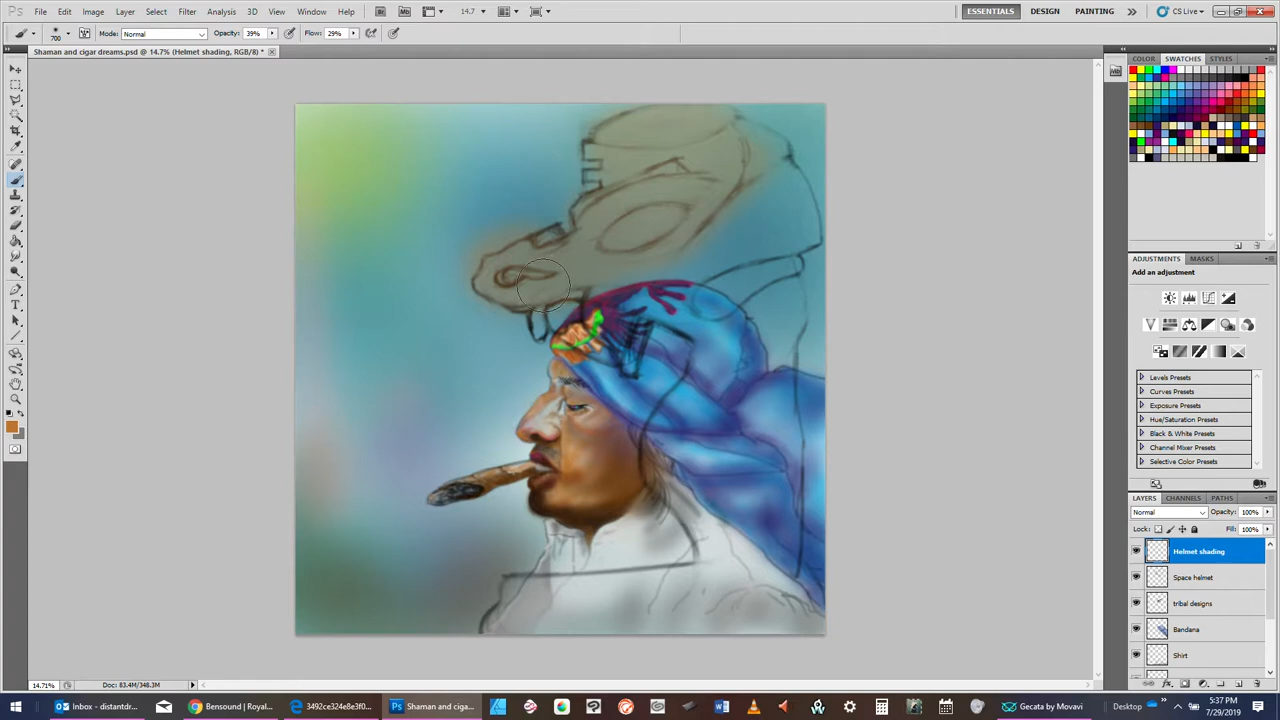 Ps File Edit Image Layer Select Filter Analysis 3D View Window Help Br Mb 14.7 ESSENTIALS DESIGN PAINTING CS Live
700 Mode: Normal Opacity: 39% Flow: 29%
Shaman and cigar dreams.psd @ 14.7% (Helmet shading, RGB/8) *
COLOR SWATCHES STYLES
ADJUSTMENTS MASKS
Add an adjustment
Levels Presets
Curves Presets
Exposure Presets
Hue/Saturation Presets
Black & White Presets
Channel Mixer Presets
Selective Color Presets
LAYERS CHANNELS PATHS
Normal Opacity: 100%
Lock: Fill: 100%
Helmet shading
Space helmet
tribal designs
Bandana
Shirt
14.71% Doc: 83.4M/348.3M
Inbox - distantdr... Bensound | Royal... 3492ce324e8e3f0... Shaman and ciga... Gecata by Movavi Desktop 5:37 PM
7/29/2019